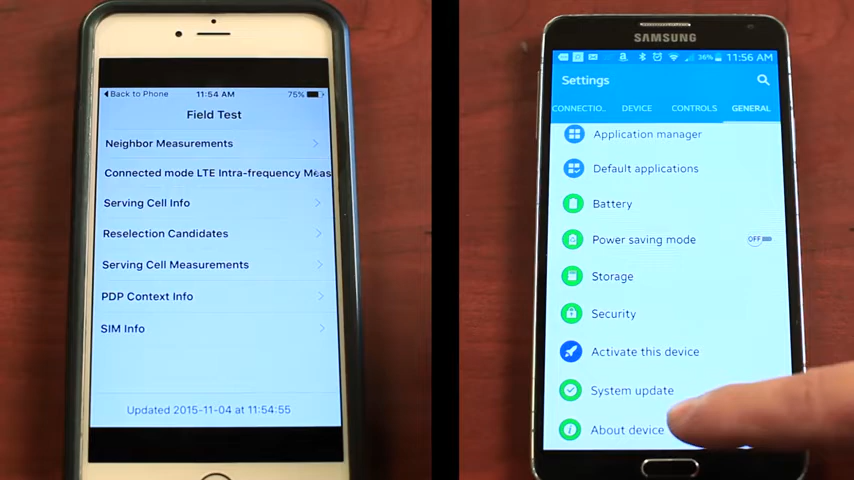 Back to Phone 11:54 AM 75%
Field Test
Neighbor Measurements
Connected mode LTE Intra-frequency Meas
Serving Cell Info
Reselection Candidates
Serving Cell Measurements
PDP Context Info
SIM Info
Updated 2015-11-04 at 11:54:55
SAMSUNG
36% 11:56 AM
Settings
CONNECTIO.. DEVICE CONTROLS GENERAL
Application manager
Default applications
Battery
Power saving mode OFF
Storage
Security
Activate this device
System update
About device